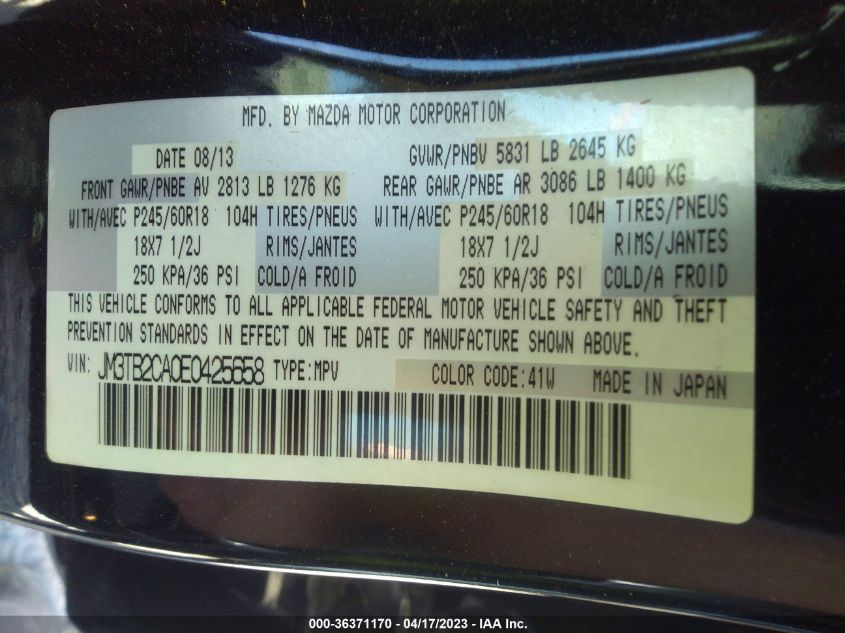 MFD. BY MAZDA MOTOR CORPORATION
DATE 08/13 GVWR/PNBV 5831 LB 2645 KG
FRONT GAWR/PNBE AV 2813 LB 1276 KG REAR GAWR/PNBE AR 3086 LB 1400 KG
WITH/AVEC P245/60R18 104H TIRES/PNEUS WITH/AVEC P245/60R18 104H TIRES/PNEUS
18X7 1/2J RIMS/JANTES 18X7 1/2J RIMS/JANTES
250 KPA/36 PSI COLD/A FROID 250 KPA/36 PSI COLD/A FROID
THIS VEHICLE CONFORMS TO ALL APPLICABLE FEDERAL MOTOR VEHICLE SAFETY AND THEFT
PREVENTION STANDARDS IN EFFECT ON THE DATE OF MANUFACTURE SHOWN ABOVE.
VIN: JM3TB2CA0E0425658 TYPE:MPV COLOR CODE:41W MADE IN JAPAN
000-36371170 - 04/17/2023 - IAA Inc.